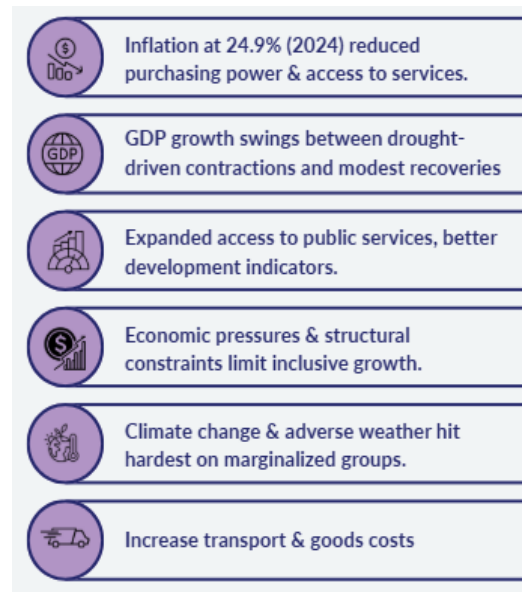 Inflation at 24.9% (2024) reduced
purchasing power & access to services.
GDP
GDP growth swings between drought-
driven contractions and modest recoveries
Expanded access to public services, better
development indicators.
Economic pressures & structural
constraints limit inclusive growth.
Climate change & adverse weather hit
hardest on marginalized groups.
Increase transport & goods costs